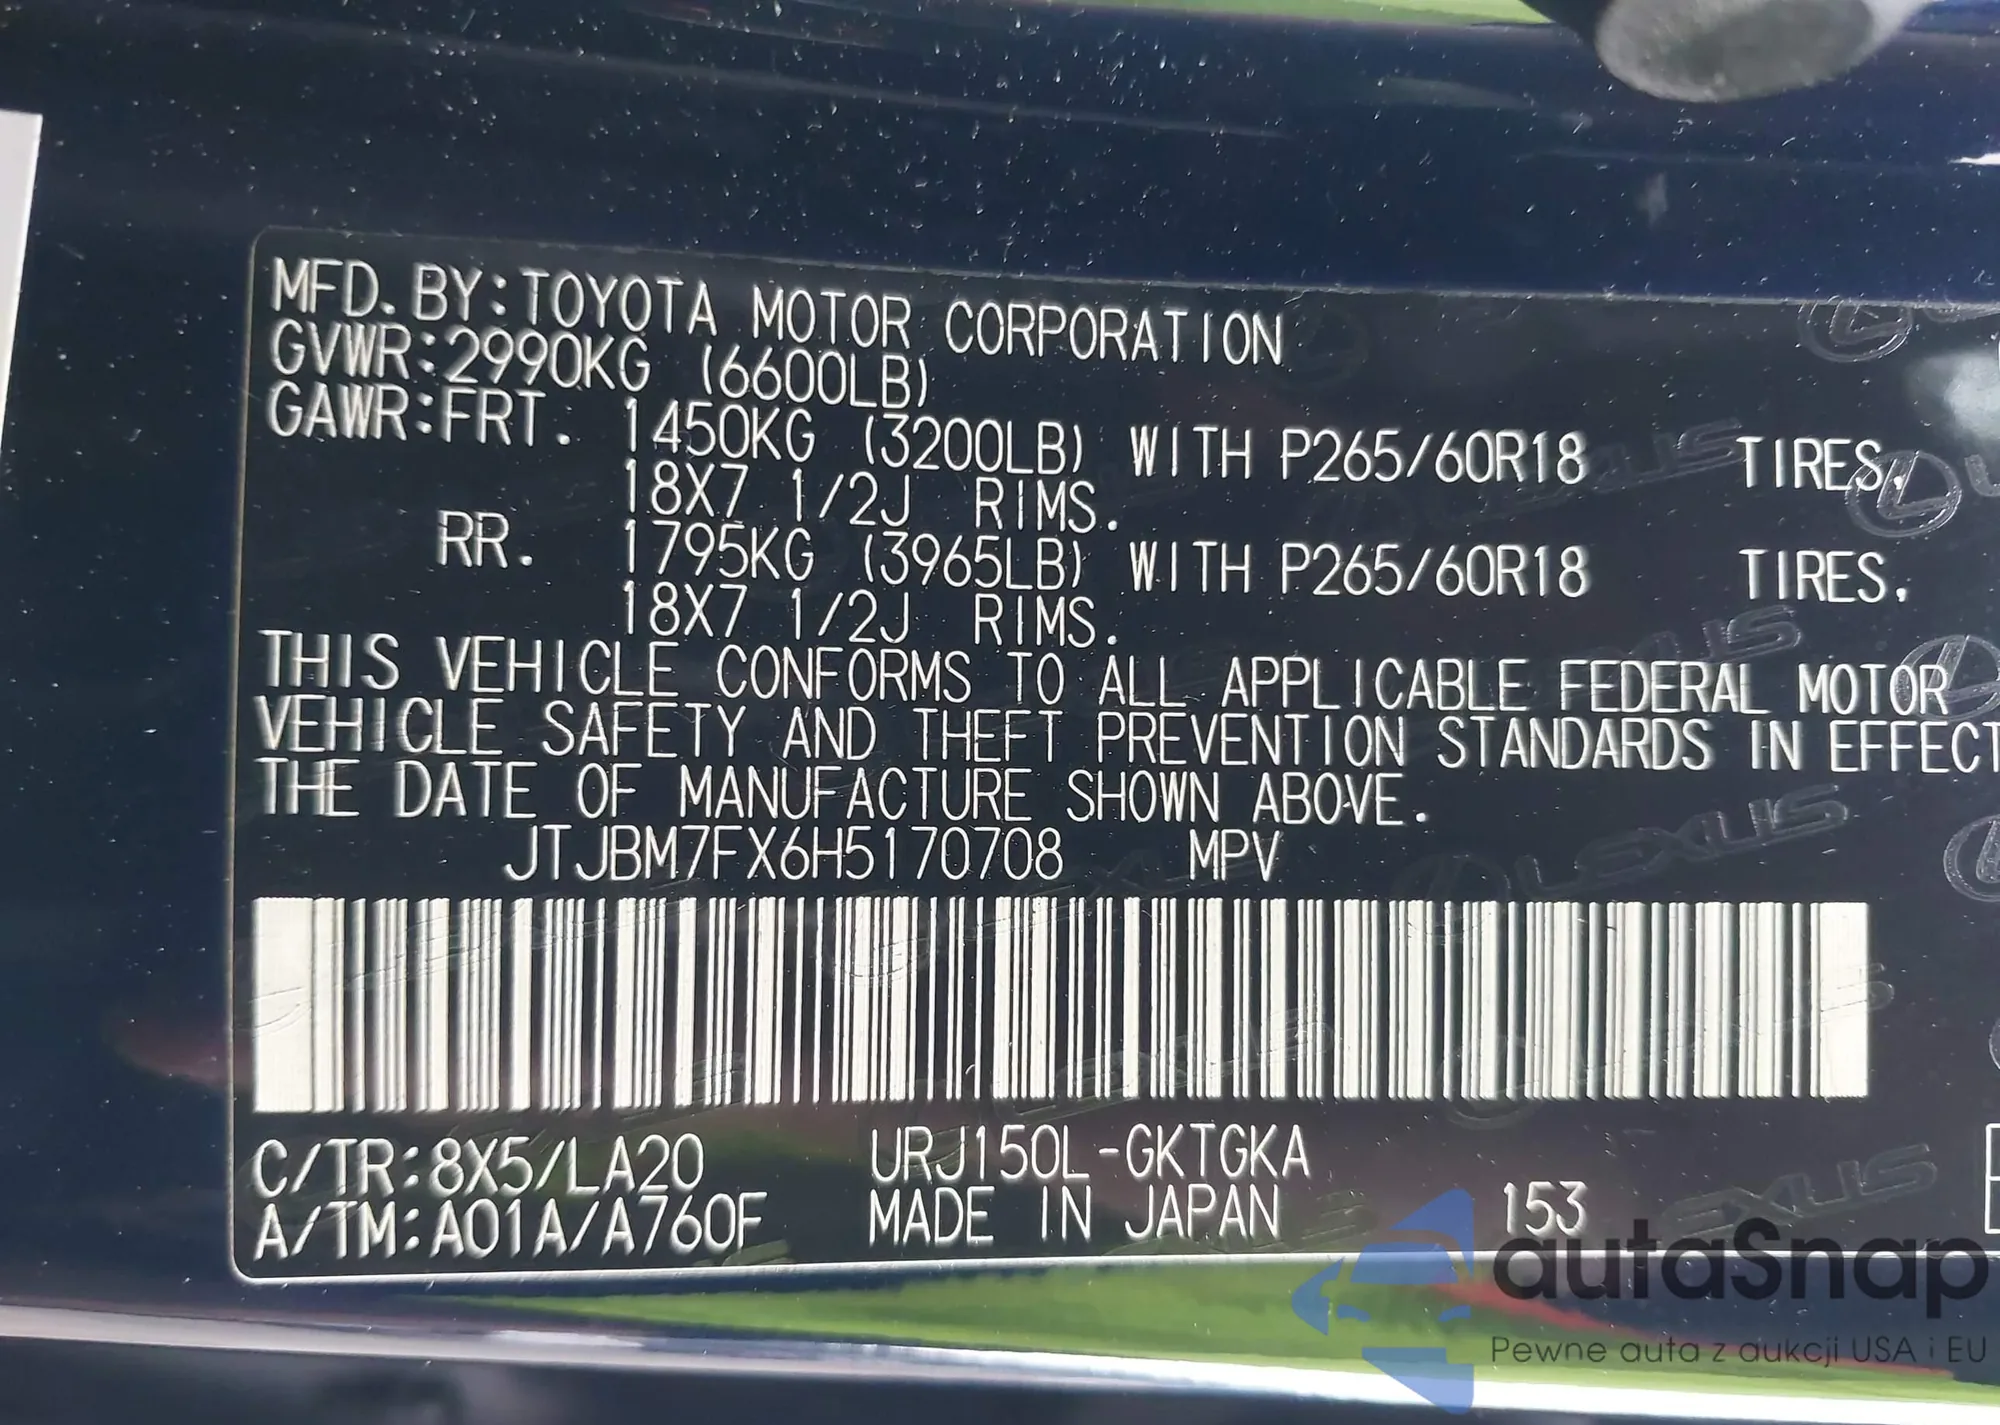 MFD. BY:TOYOTA MOTOR CORPORATION
GVWR:2990KG (6600LB)
GAWR:FRT. 1450KG (3200LB) WITH P265/60R18 TIRES,
18X7 1/2J RIMS.
RR. 1795KG (3965LB) WITH P265/60R18 TIRES,
18X7 1/2J RIMS.
THIS VEHICLE CONFORMS TO ALL APPLICABLE FEDERAL MOTOR
VEHICLE SAFETY AND THEFT PREVENTION STANDARDS IN EFFECT
THE DATE OF MANUFACTURE SHOWN ABOVE.
JTJBM7FX6H5170708 MPV
C/TR:8X5/LA20 URJ150L-GKTGKA
A/TM:A01A/A760F MADE IN JAPAN 153
LEXUS
autaSnap
Pewne auta z aukcji USA i EU